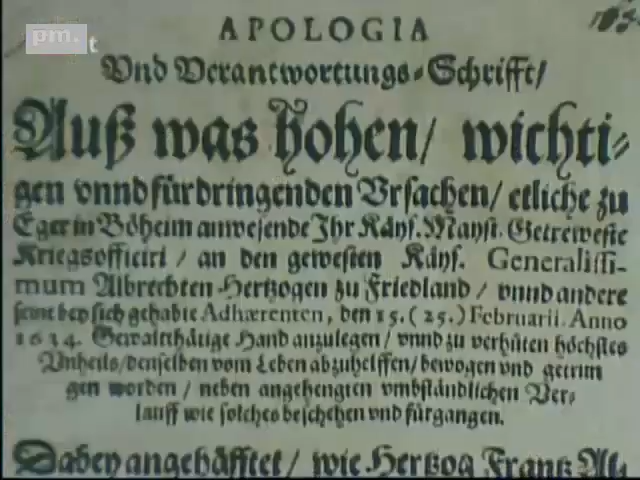 pm.
t
APOLOGIA
Vnd Verantwortungs-Schrifft/
Auß was hohen/ wichti-
gen vnnd fürdringenden Vrsachen/ etliche zu
Eger in Böheim anwesende Ihr Käys. Mayst. Getreweste
Kriegsofficiri / an den gewesten Käys. Generalissi-
mum Albrechten Hertzogen zu Friedland / vnnd andere
seine bey sich gehabte Adhærenten, den 15. (25.) Februarii. Anno
1634. Gewaltthätige Hand anzulegen / vnnd zu verhüten höchstes
Vnheils/denselben vom Leben abzuhelffen/bewogen vnd getrun
gen worden / neben angehengten vmbständlichen Ver-
lauff wie solches beschehen vnd fürgangen.
Dabey angehäfftet/ wie Hertzog Frantz Al-